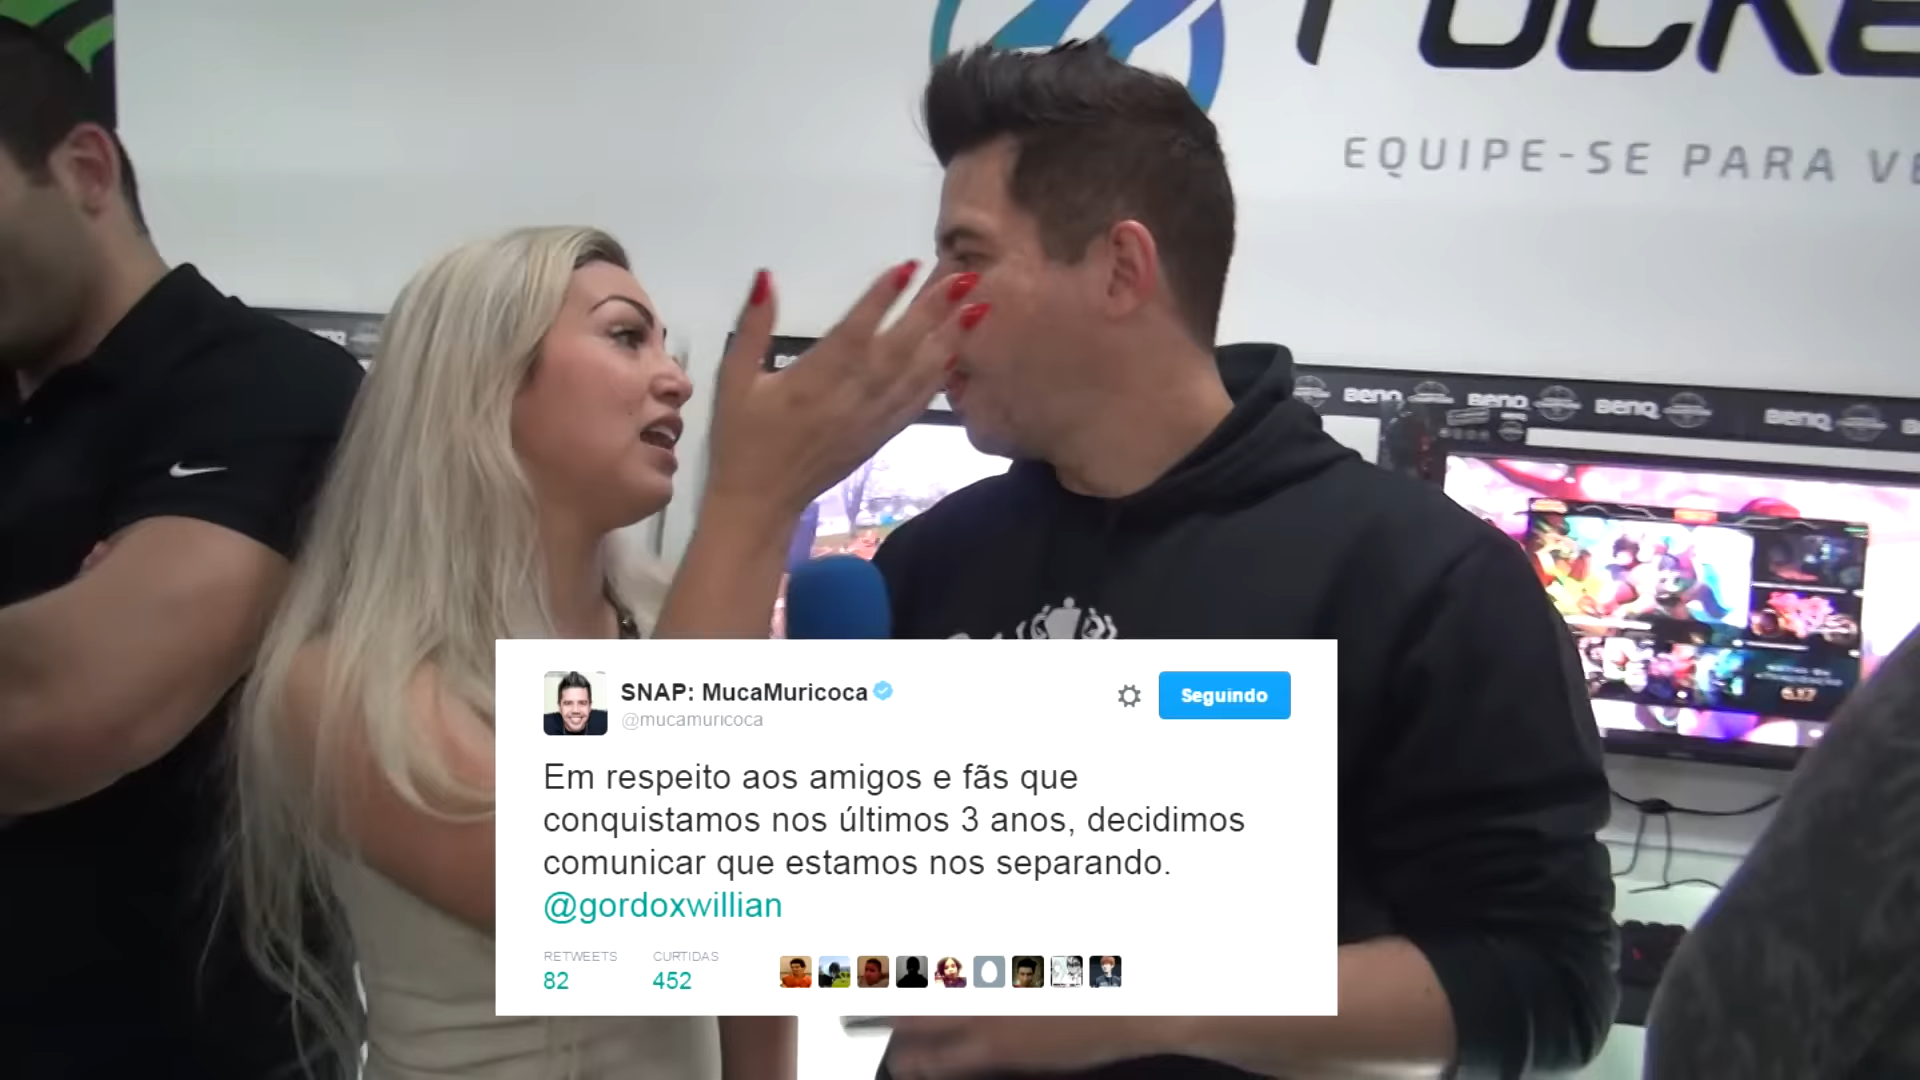 EQUIPE-SE PARA
BenQ BenQ BenQ BenQ
SNAP: MucaMuricoca
@mucamuricoca
Seguindo
Em respeito aos amigos e fãs que
conquistamos nos últimos 3 anos, decidimos
comunicar que estamos nos separando.
@gordoxwillian
RETWEETS CURTIDAS
82 452